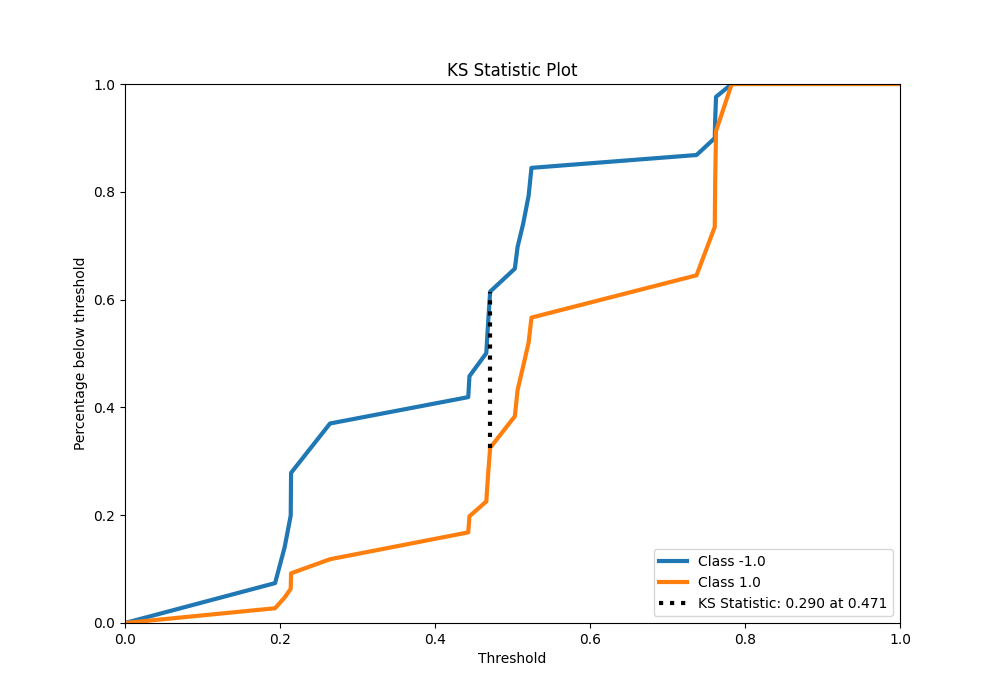 KS Statistic Plot
1.0
0.8
0.6
0.4
0.2
0.0
Percentage below threshold
0.0 0.2 0.4 0.6 0.8 1.0
Threshold
Class -1.0
Class 1.0
KS Statistic: 0.290 at 0.471